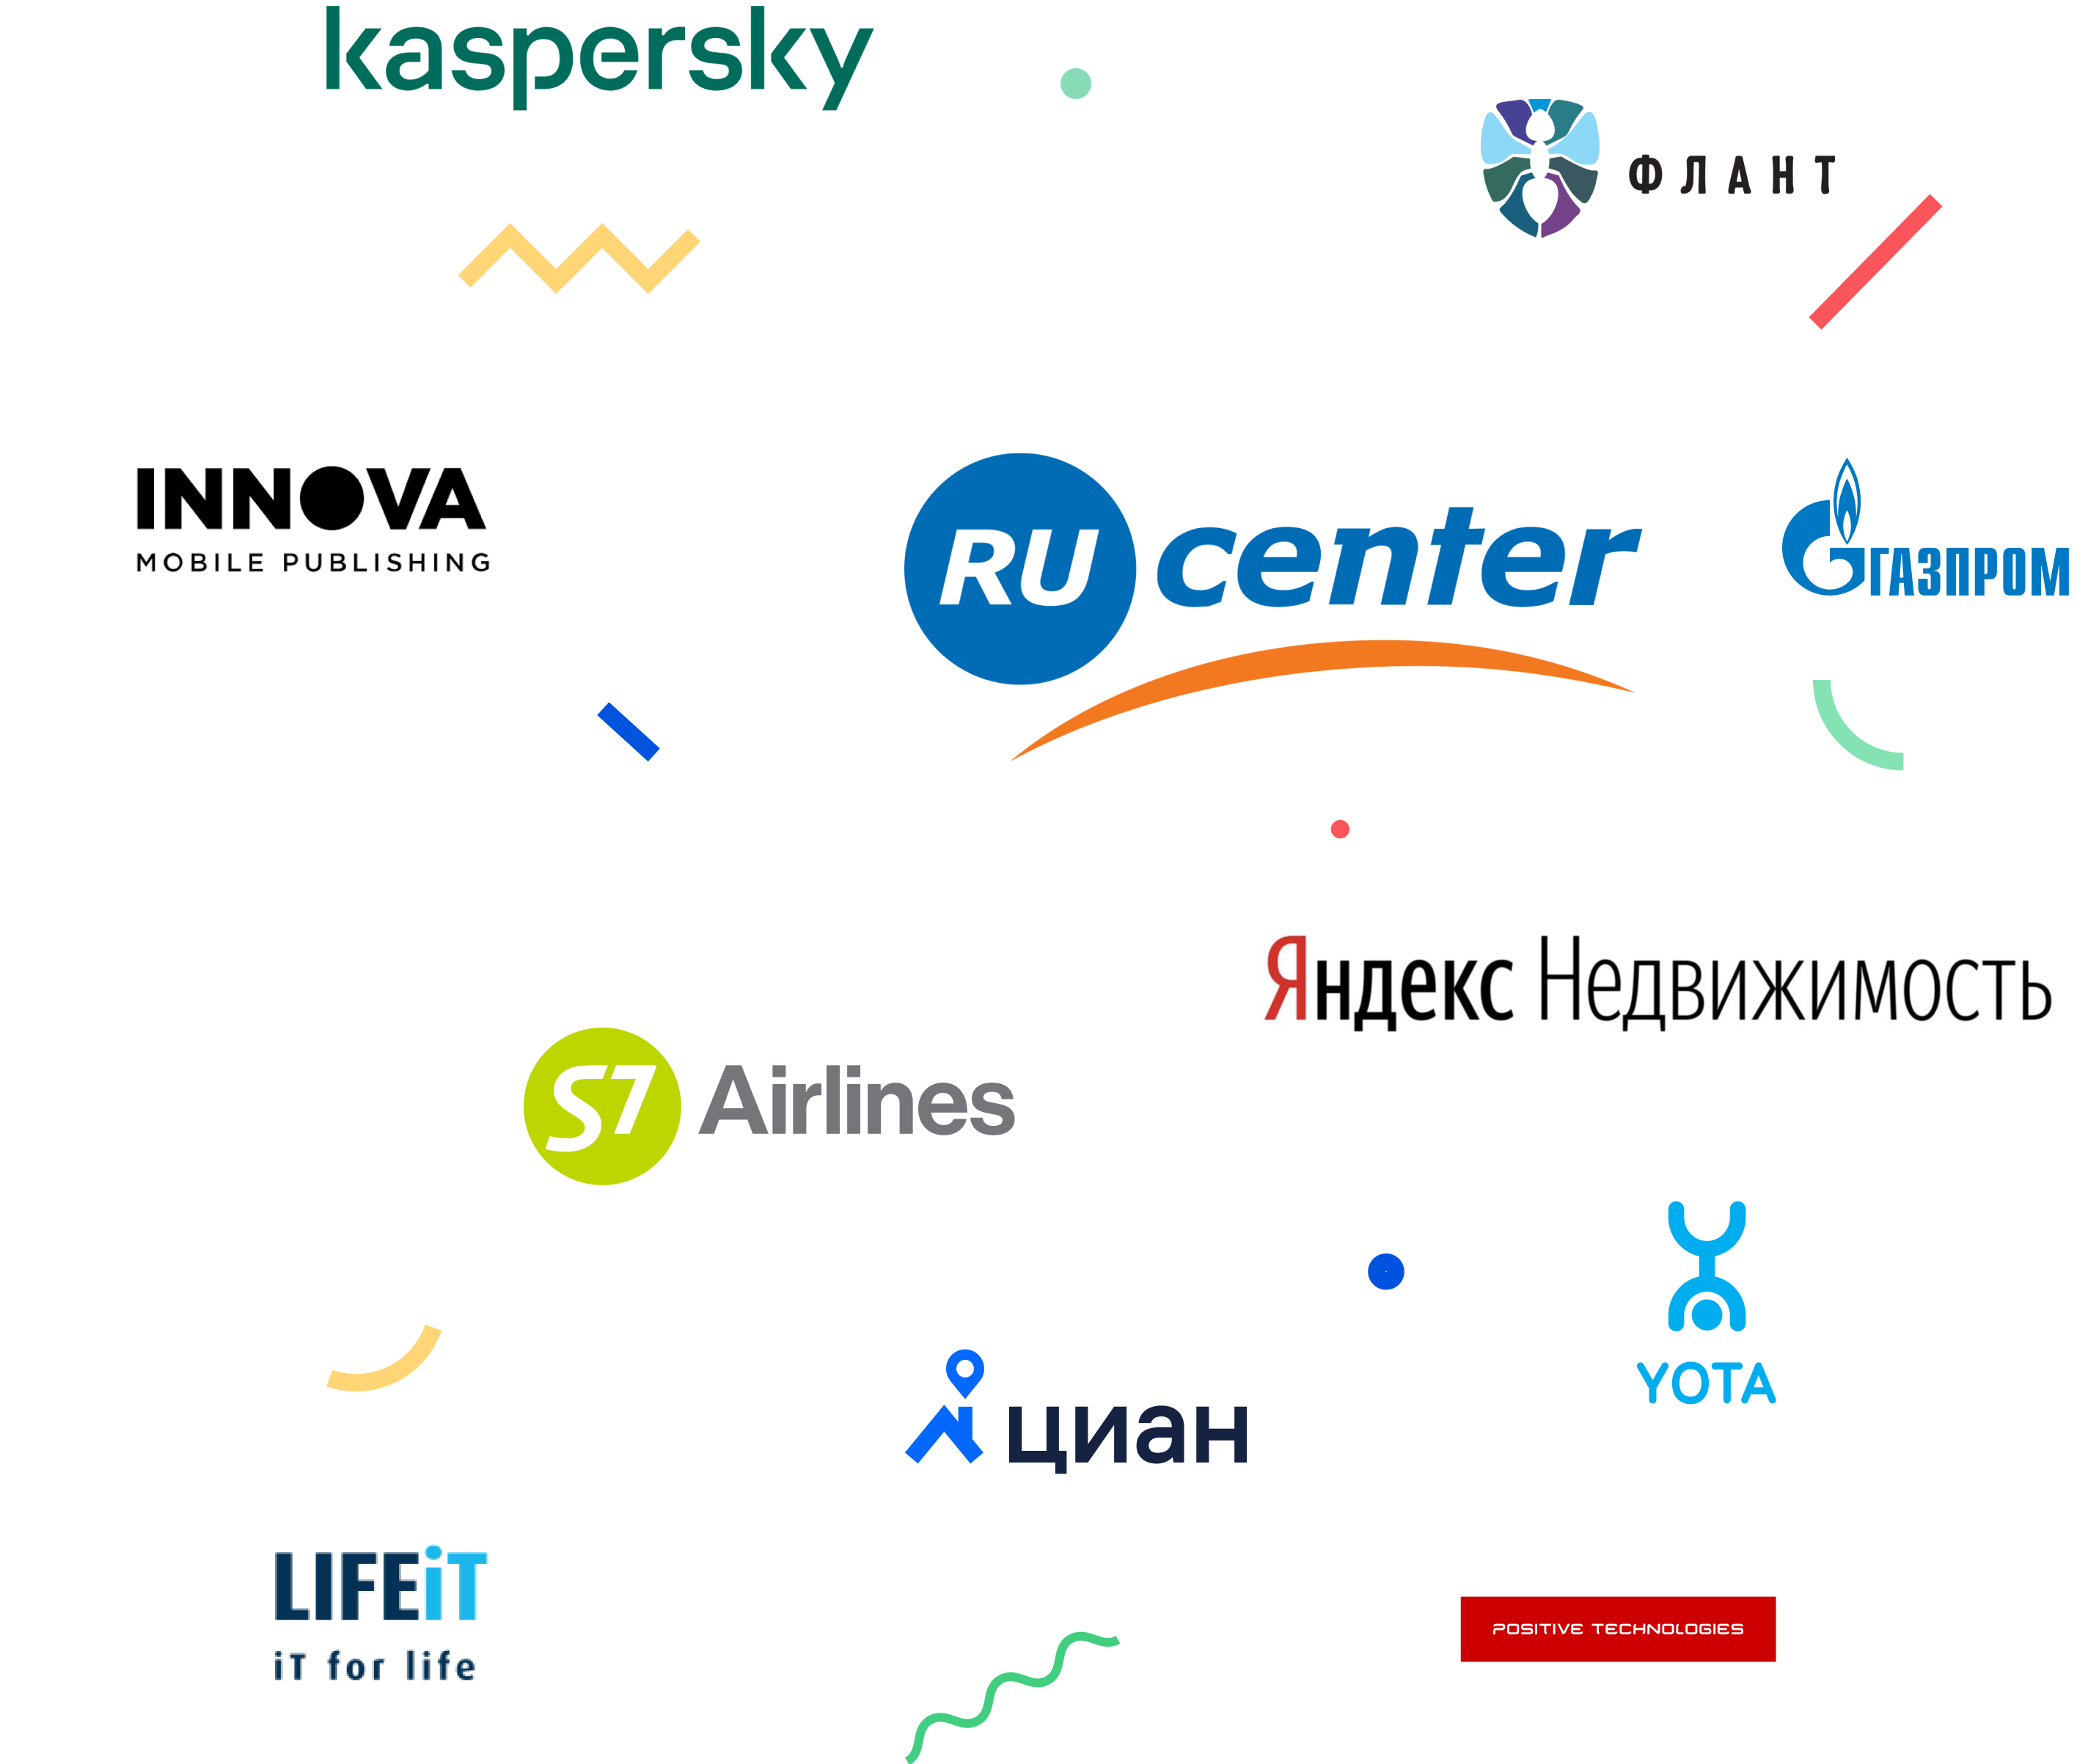 kaspersky
ФЛАНТ
INNOVA
MOBILE PUBLISHING
RU center
ГАЗПРОМ
Яндекс Недвижимость
S7 Airlines
YOTA
циан
LIFEiT
iT for life
POSITIVE TECHNOLOGIES